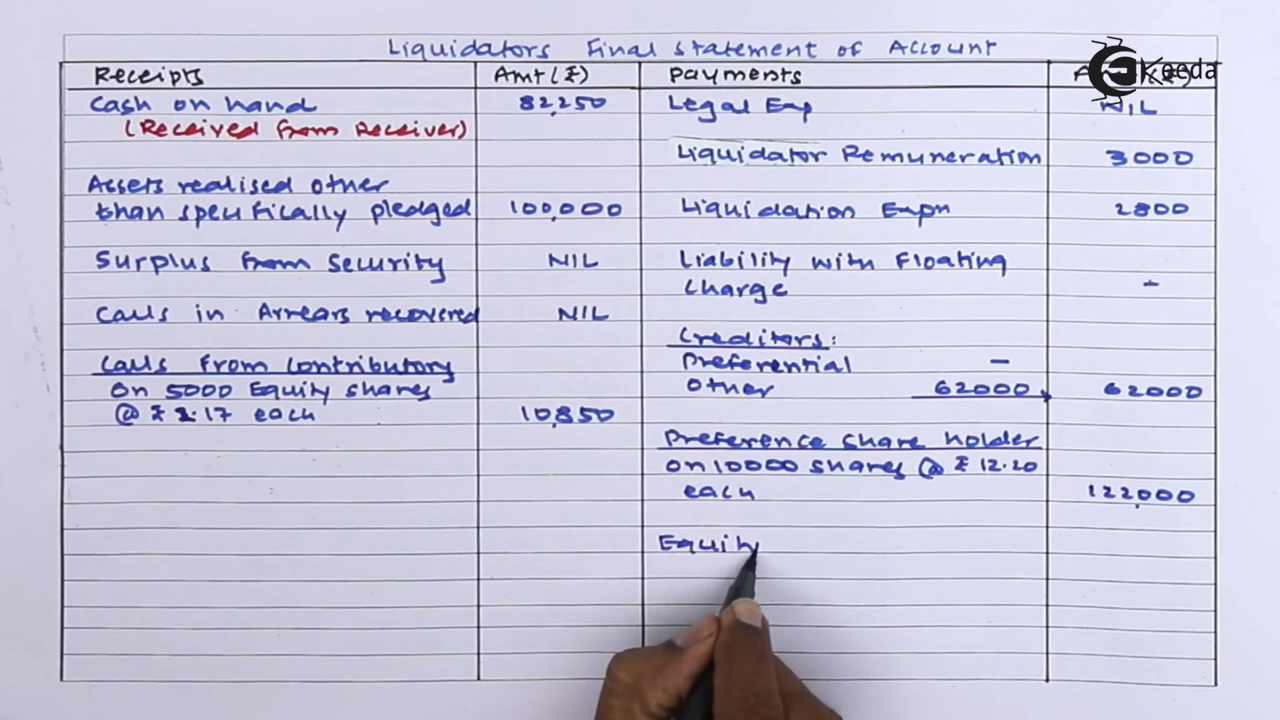 Liquidators Final Statement of Account
Receipts Amt (₹) Payments
Cash on hand 82,250 Legal Exp NIL
(Received from Receiver)
Liquidator Remuneration 3000
Assets realised other
than specifically pledged 100,000 Liquidation Expn 2800
Surplus from security NIL Liability with Floating
Charge -
Calls in Arrears recovered NIL
Creditors:
Calls from Contributory Preferential -
On 5000 Equity shares Other 62000 62000
@ ₹ 2.17 each 10,850
Preference Share holder
on 10000 shares @ ₹ 12.20
each 122,000
Equity